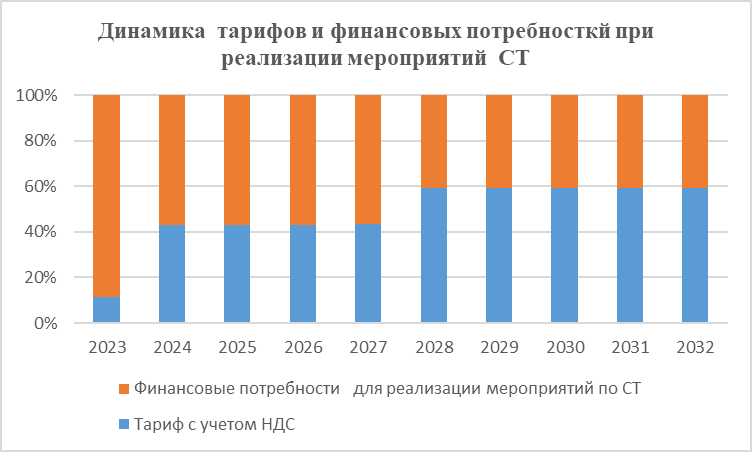 Динамика тарифов и финансовых потребносткй при
реализации мероприятий СТ
100%
80%
60%
40%
20%
0%
2023 2024 2025 2026 2027 2028 2029 2030 2031 2032
Финансовые потребности для реализации мероприятий по СТ
Тариф с учетом НДС